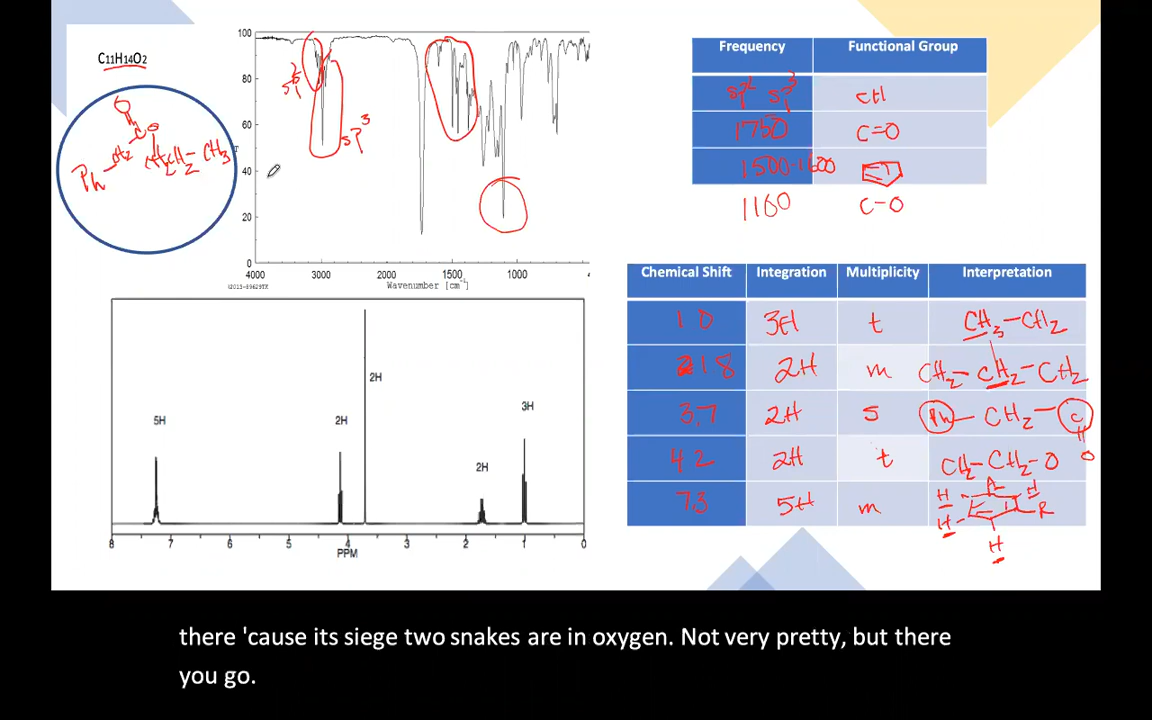 C11H14O2
O
C O
Ph CH2 CH2 CH2 CH3
100
80
60
40
20
0
sp2
sp3
4000 3000 2000 1500 1000
Wavenumber [cm-1]
Frequency Functional Group
sp2 sp3 CH
1750 C=O
1500-1600
1160 C-O
Chemical Shift Integration Multiplicity Interpretation
1.0 3H t CH3-CH2
1.8 2H m CH2-CH2-CH2
3.7 2H s Ph-CH2-C
O
4.2 2H t CH2-CH2-O
7.3 5H m
H H
H R
H
5H 2H 2H 2H 3H
8 7 6 5 4 3 2 1 0
PPM
there 'cause its siege two snakes are in oxygen. Not very pretty, but there
you go.